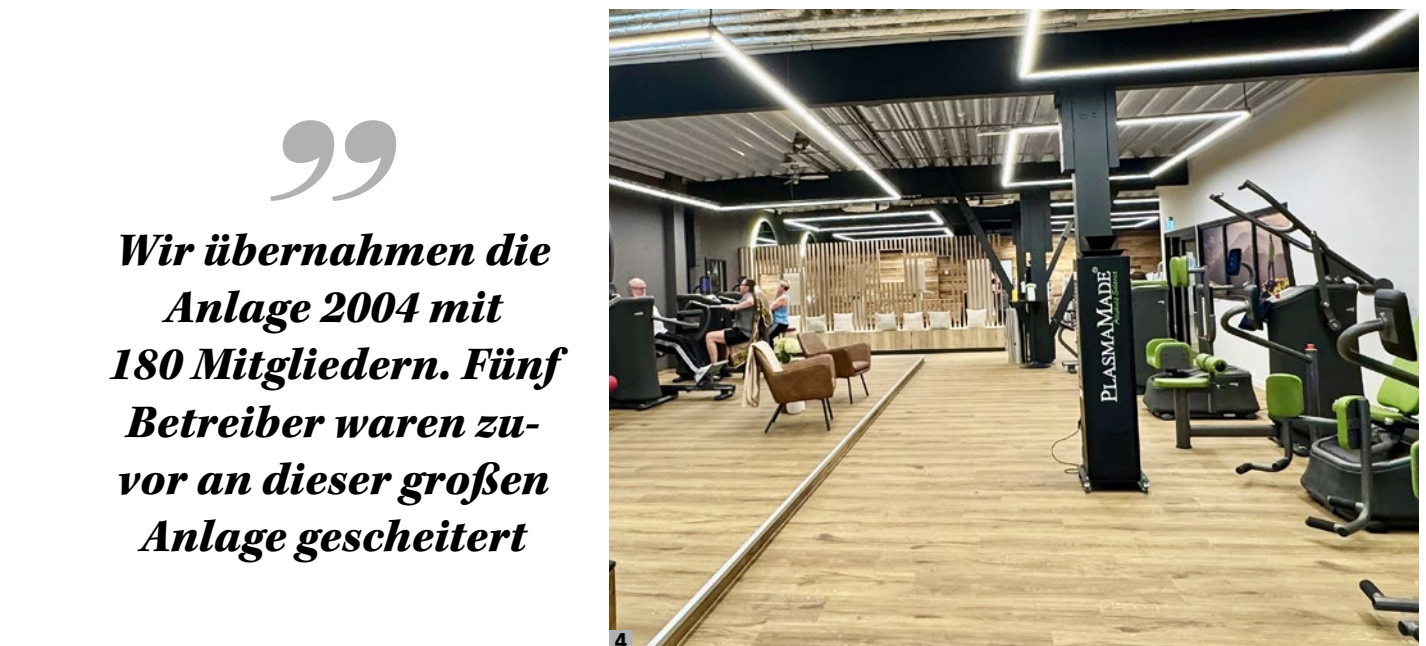 ”
Wir übernahmen die
Anlage 2004 mit
180 Mitgliedern. Fünf
Betreiber waren zu-
vor an dieser großen
Anlage gescheitert
PLASMAMADE®
4